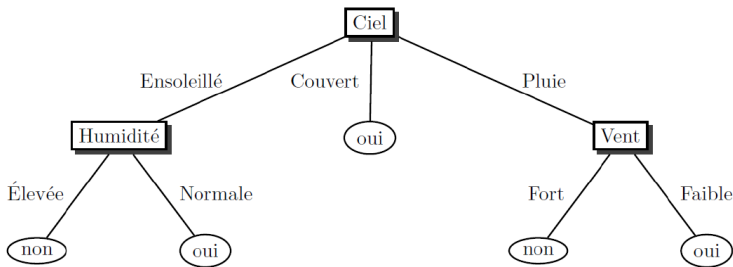 Ciel
Ensoleillé Couvert Pluie
Humidité oui Vent
Élevée Normale Fort Faible
non oui non oui